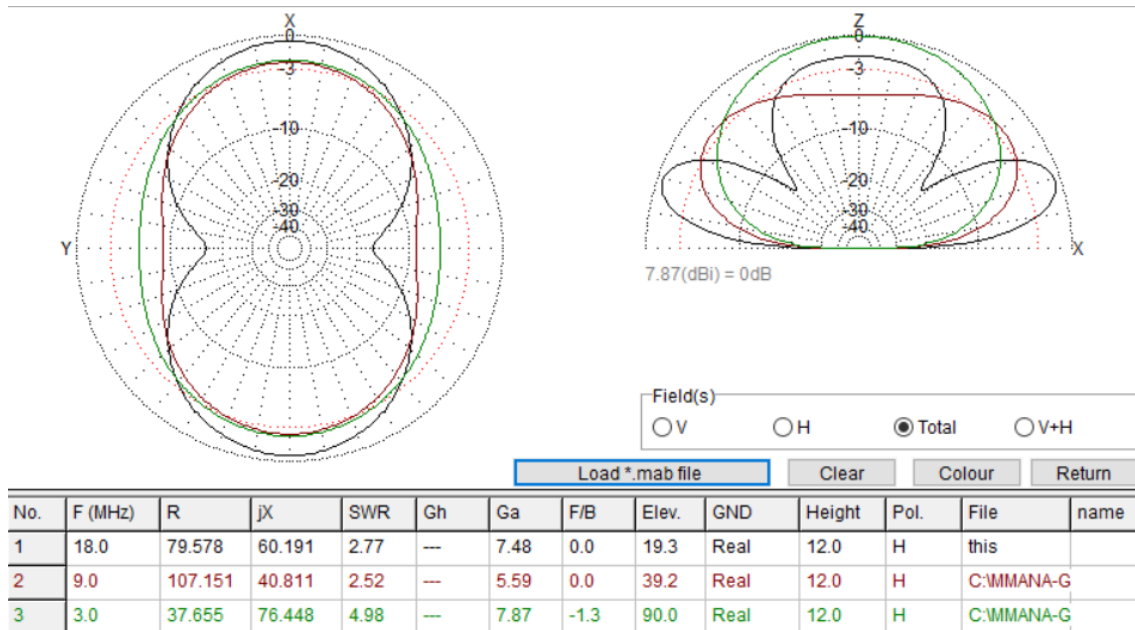 X
0
-3
-10
-20
-30
-40
Y
Z
0
-3
-10
-20
-30
-40
X
7.87(dBi) = 0dB
Field(s)
V H Total V+H
Load *.mab file Clear Colour Return
No. F (MHz) R jX SWR Gh Ga F/B Elev. GND Height Pol. File name
1 18.0 79.578 60.191 2.77 --- 7.48 0.0 19.3 Real 12.0 H this
2 9.0 107.151 40.811 2.52 --- 5.59 0.0 39.2 Real 12.0 H C:\MMANA-G
3 3.0 37.655 76.448 4.98 --- 7.87 -1.3 90.0 Real 12.0 H C:\MMANA-G